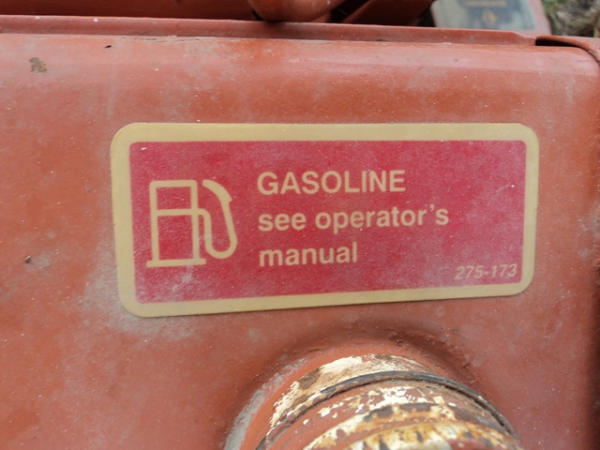 GASOLINE
see operator's
manual
275-173